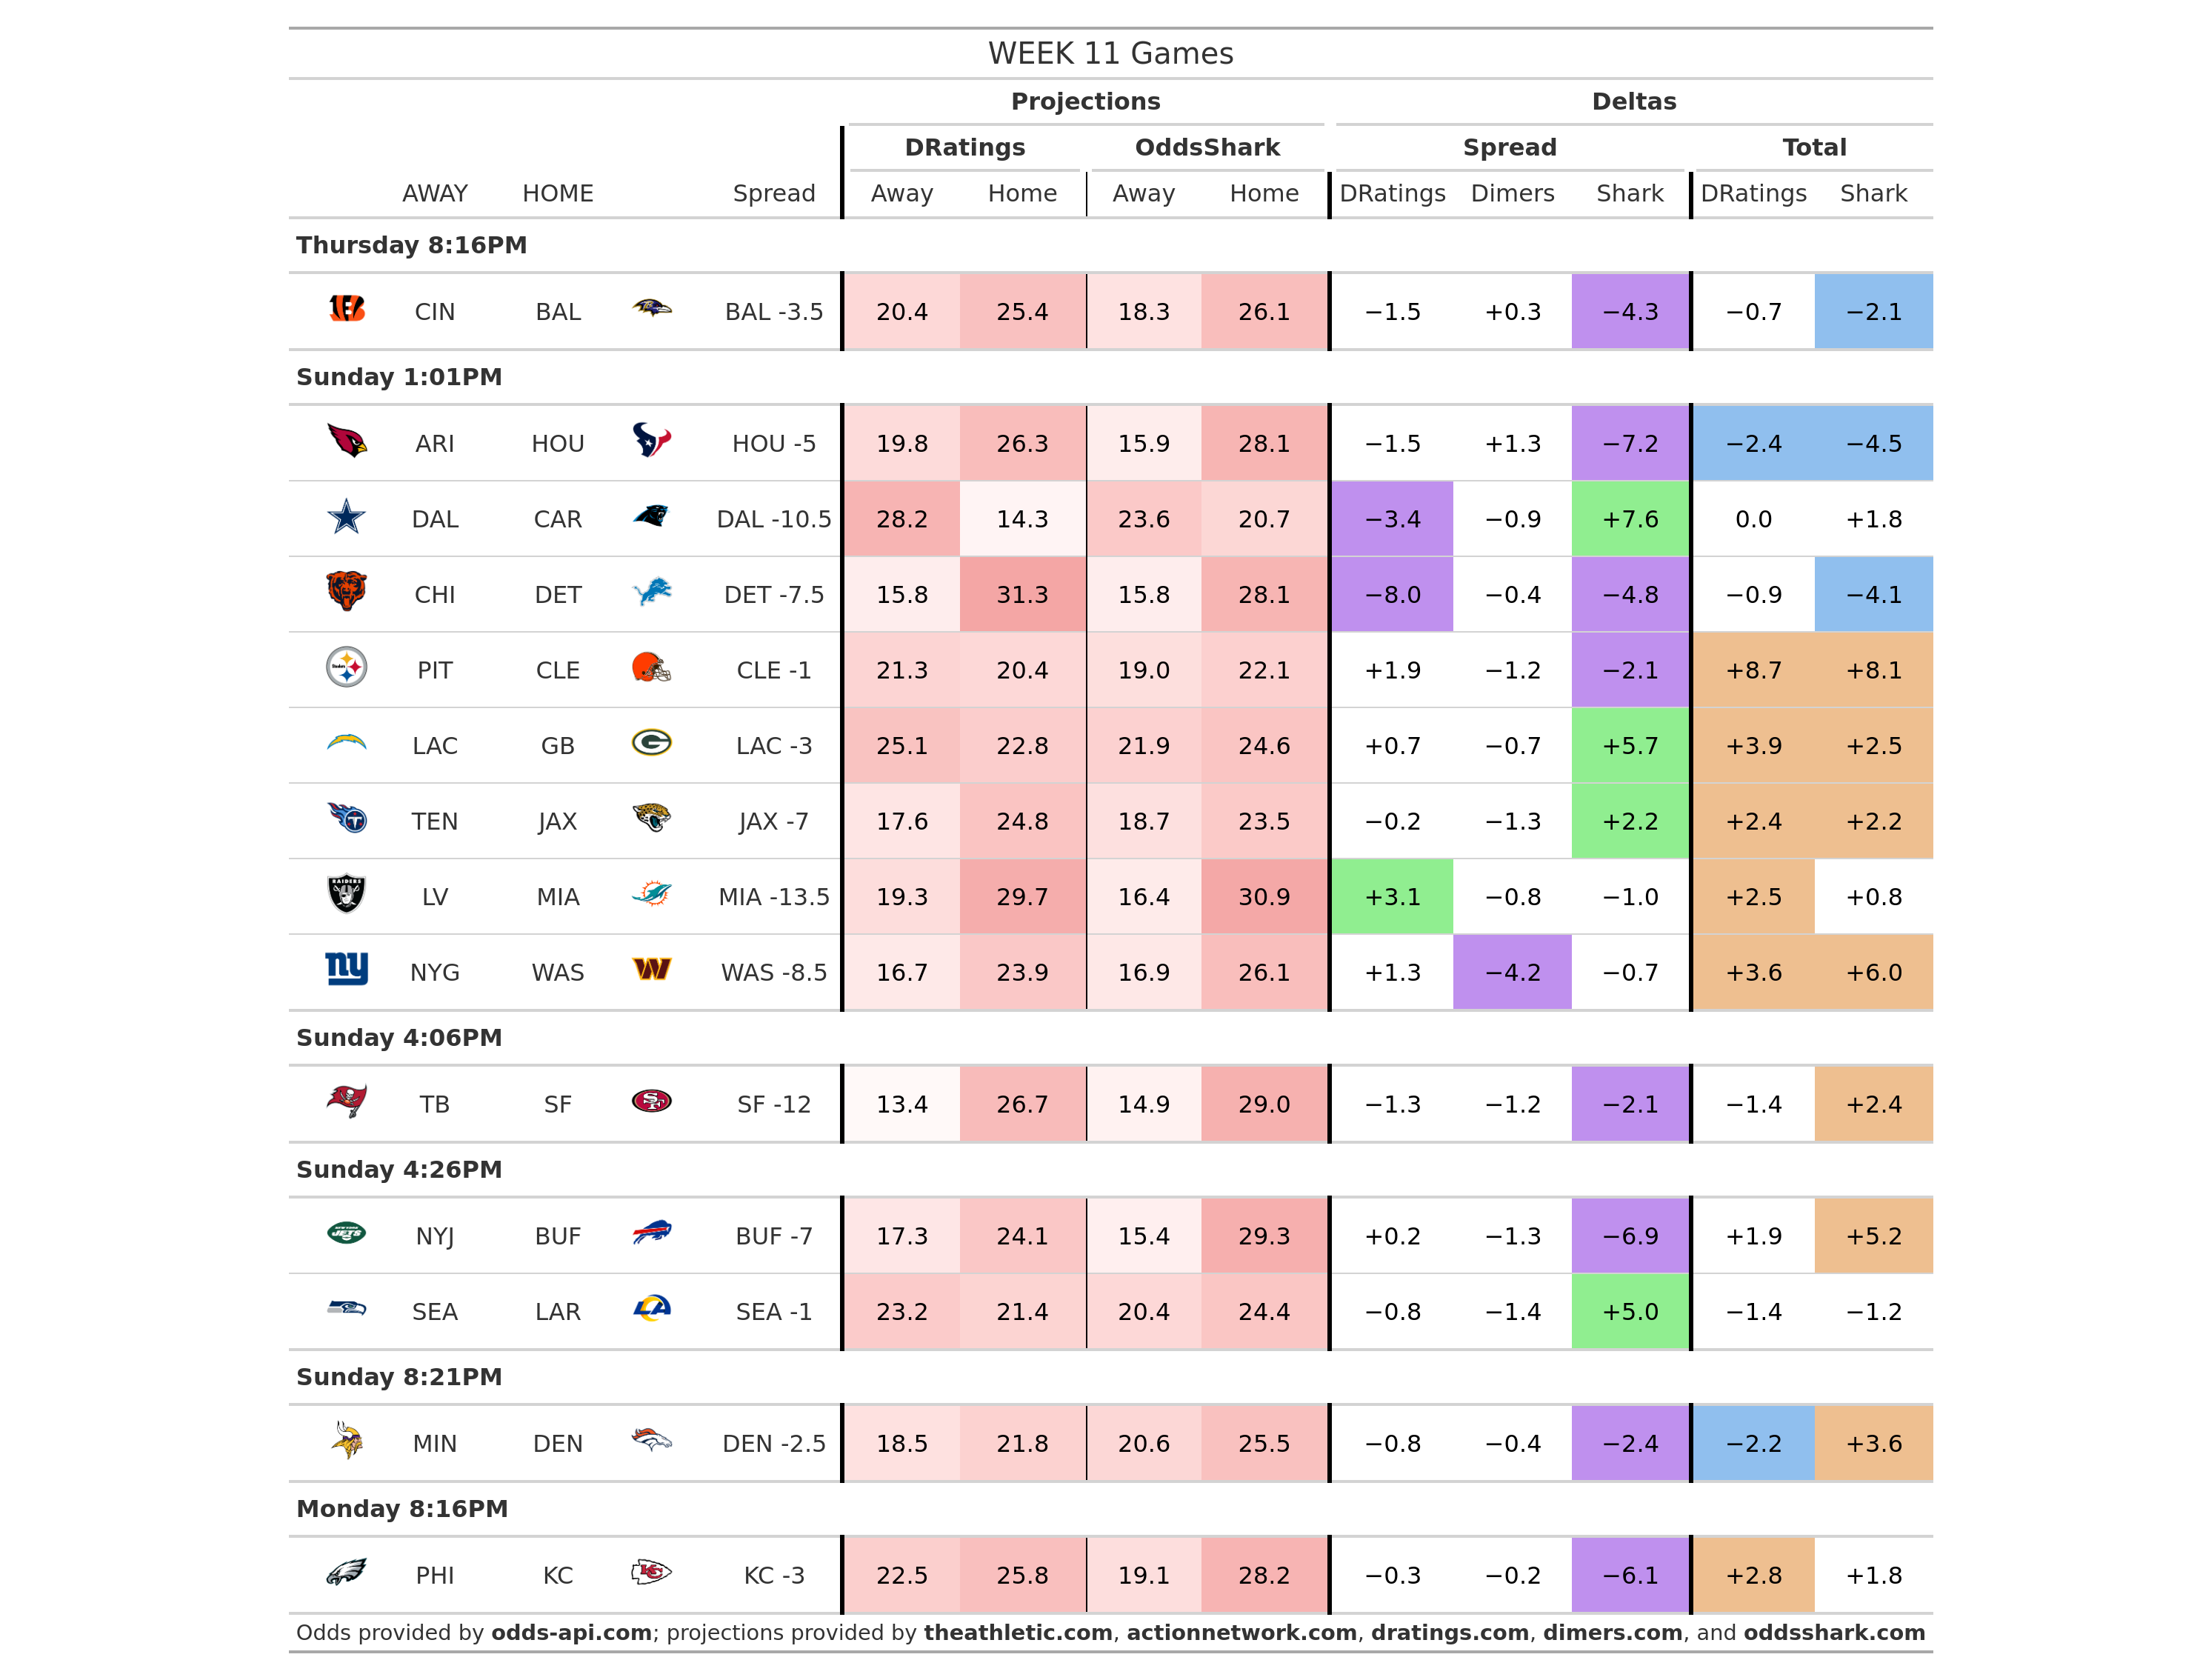 WEEK 11 Games
Projections Deltas
DRatings OddsShark Spread Total
AWAY HOME Spread Away Home Away Home DRatings Dimers Shark DRatings Shark
Thursday 8:16PM
CIN BAL BAL -3.5 20.4 25.4 18.3 26.1 −1.5 +0.3 −4.3 −0.7 −2.1
Sunday 1:01PM
ARI HOU HOU -5 19.8 26.3 15.9 28.1 −1.5 +1.3 −7.2 −2.4 −4.5
DAL CAR DAL -10.5 28.2 14.3 23.6 20.7 −3.4 −0.9 +7.6 0.0 +1.8
CHI DET DET -7.5 15.8 31.3 15.8 28.1 −8.0 −0.4 −4.8 −0.9 −4.1
PIT CLE CLE -1 21.3 20.4 19.0 22.1 +1.9 −1.2 −2.1 +8.7 +8.1
LAC GB LAC -3 25.1 22.8 21.9 24.6 +0.7 −0.7 +5.7 +3.9 +2.5
TEN JAX JAX -7 17.6 24.8 18.7 23.5 −0.2 −1.3 +2.2 +2.4 +2.2
RAIDERS LV MIA MIA -13.5 19.3 29.7 16.4 30.9 +3.1 −0.8 −1.0 +2.5 +0.8
ny NYG WAS W WAS -8.5 16.7 23.9 16.9 26.1 +1.3 −4.2 −0.7 +3.6 +6.0
Sunday 4:06PM
TB SF SF SF -12 13.4 26.7 14.9 29.0 −1.3 −1.2 −2.1 −1.4 +2.4
Sunday 4:26PM
JETS NYJ BUF BUF -7 17.3 24.1 15.4 29.3 +0.2 −1.3 −6.9 +1.9 +5.2
SEA LAR LA SEA -1 23.2 21.4 20.4 24.4 −0.8 −1.4 +5.0 −1.4 −1.2
Sunday 8:21PM
MIN DEN DEN -2.5 18.5 21.8 20.6 25.5 −0.8 −0.4 −2.4 −2.2 +3.6
Monday 8:16PM
PHI KC KC KC -3 22.5 25.8 19.1 28.2 −0.3 −0.2 −6.1 +2.8 +1.8
Odds provided by odds-api.com; projections provided by theathletic.com, actionnetwork.com, dratings.com, dimers.com, and oddsshark.com